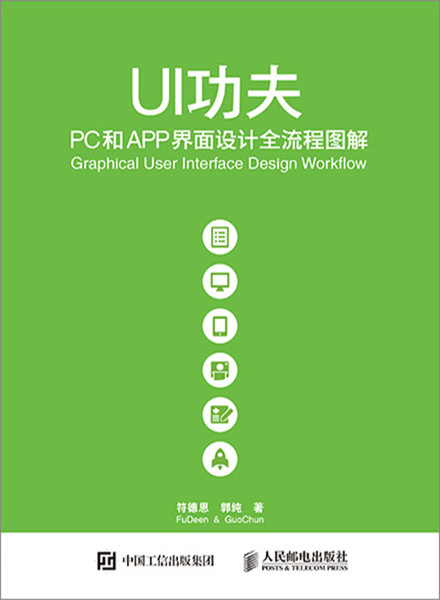 UI功夫
PC和APP界面设计全流程图解
Graphical User Interface Design Workflow
符德恩 郭纯 著
FuDeen & GuoChun
中国工信出版集团 人民邮电出版社
POSTS & TELECOM PRESS